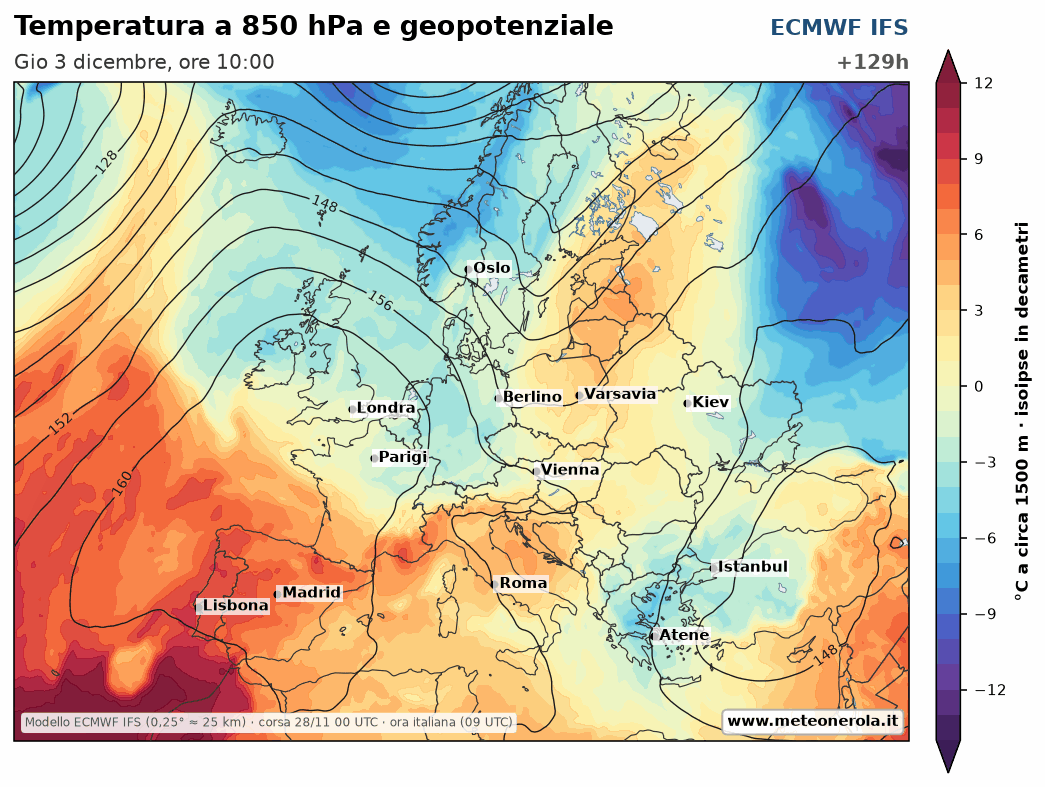 Temperatura a 850 hPa e geopotenziale
ECMWF IFS
Gio 3 dicembre, ore 10:00
+129h
128
148
156
152
160
148
Oslo
Berlino
Varsavia
Kiev
Londra
Parigi
Vienna
Istanbul
Roma
Madrid
Lisbona
Atene
Modello ECMWF IFS (0,25° ≈ 25 km) · corsa 28/11 00 UTC · ora italiana (09 UTC)
www.meteonerola.it
12
9
6
3
0
−3
−6
−9
−12
°C a circa 1500 m · isoipse in decametri